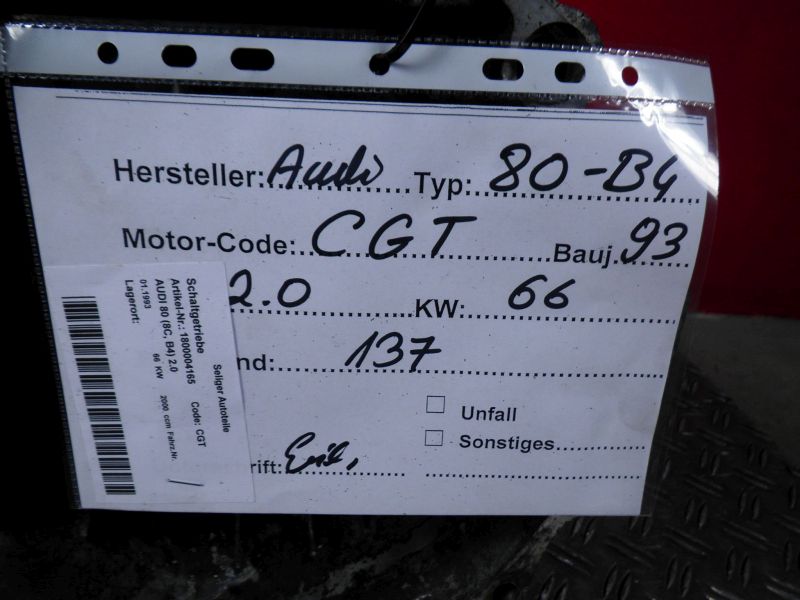 Hersteller: Audi Typ: 80-B4
Motor-Code: CGT Bauj. 93
2.0 KW: 66
nd: 137
Unfall
Sonstiges
rift:
Seliger Autoteile
Schaltgetriebe
Artikel-Nr.: 1800004165 Code: CGT
AUDI 80 (8C, B4) 2.0
01.1993 66 KW 2000 ccm Fahrz.Nr.
Lagerort: